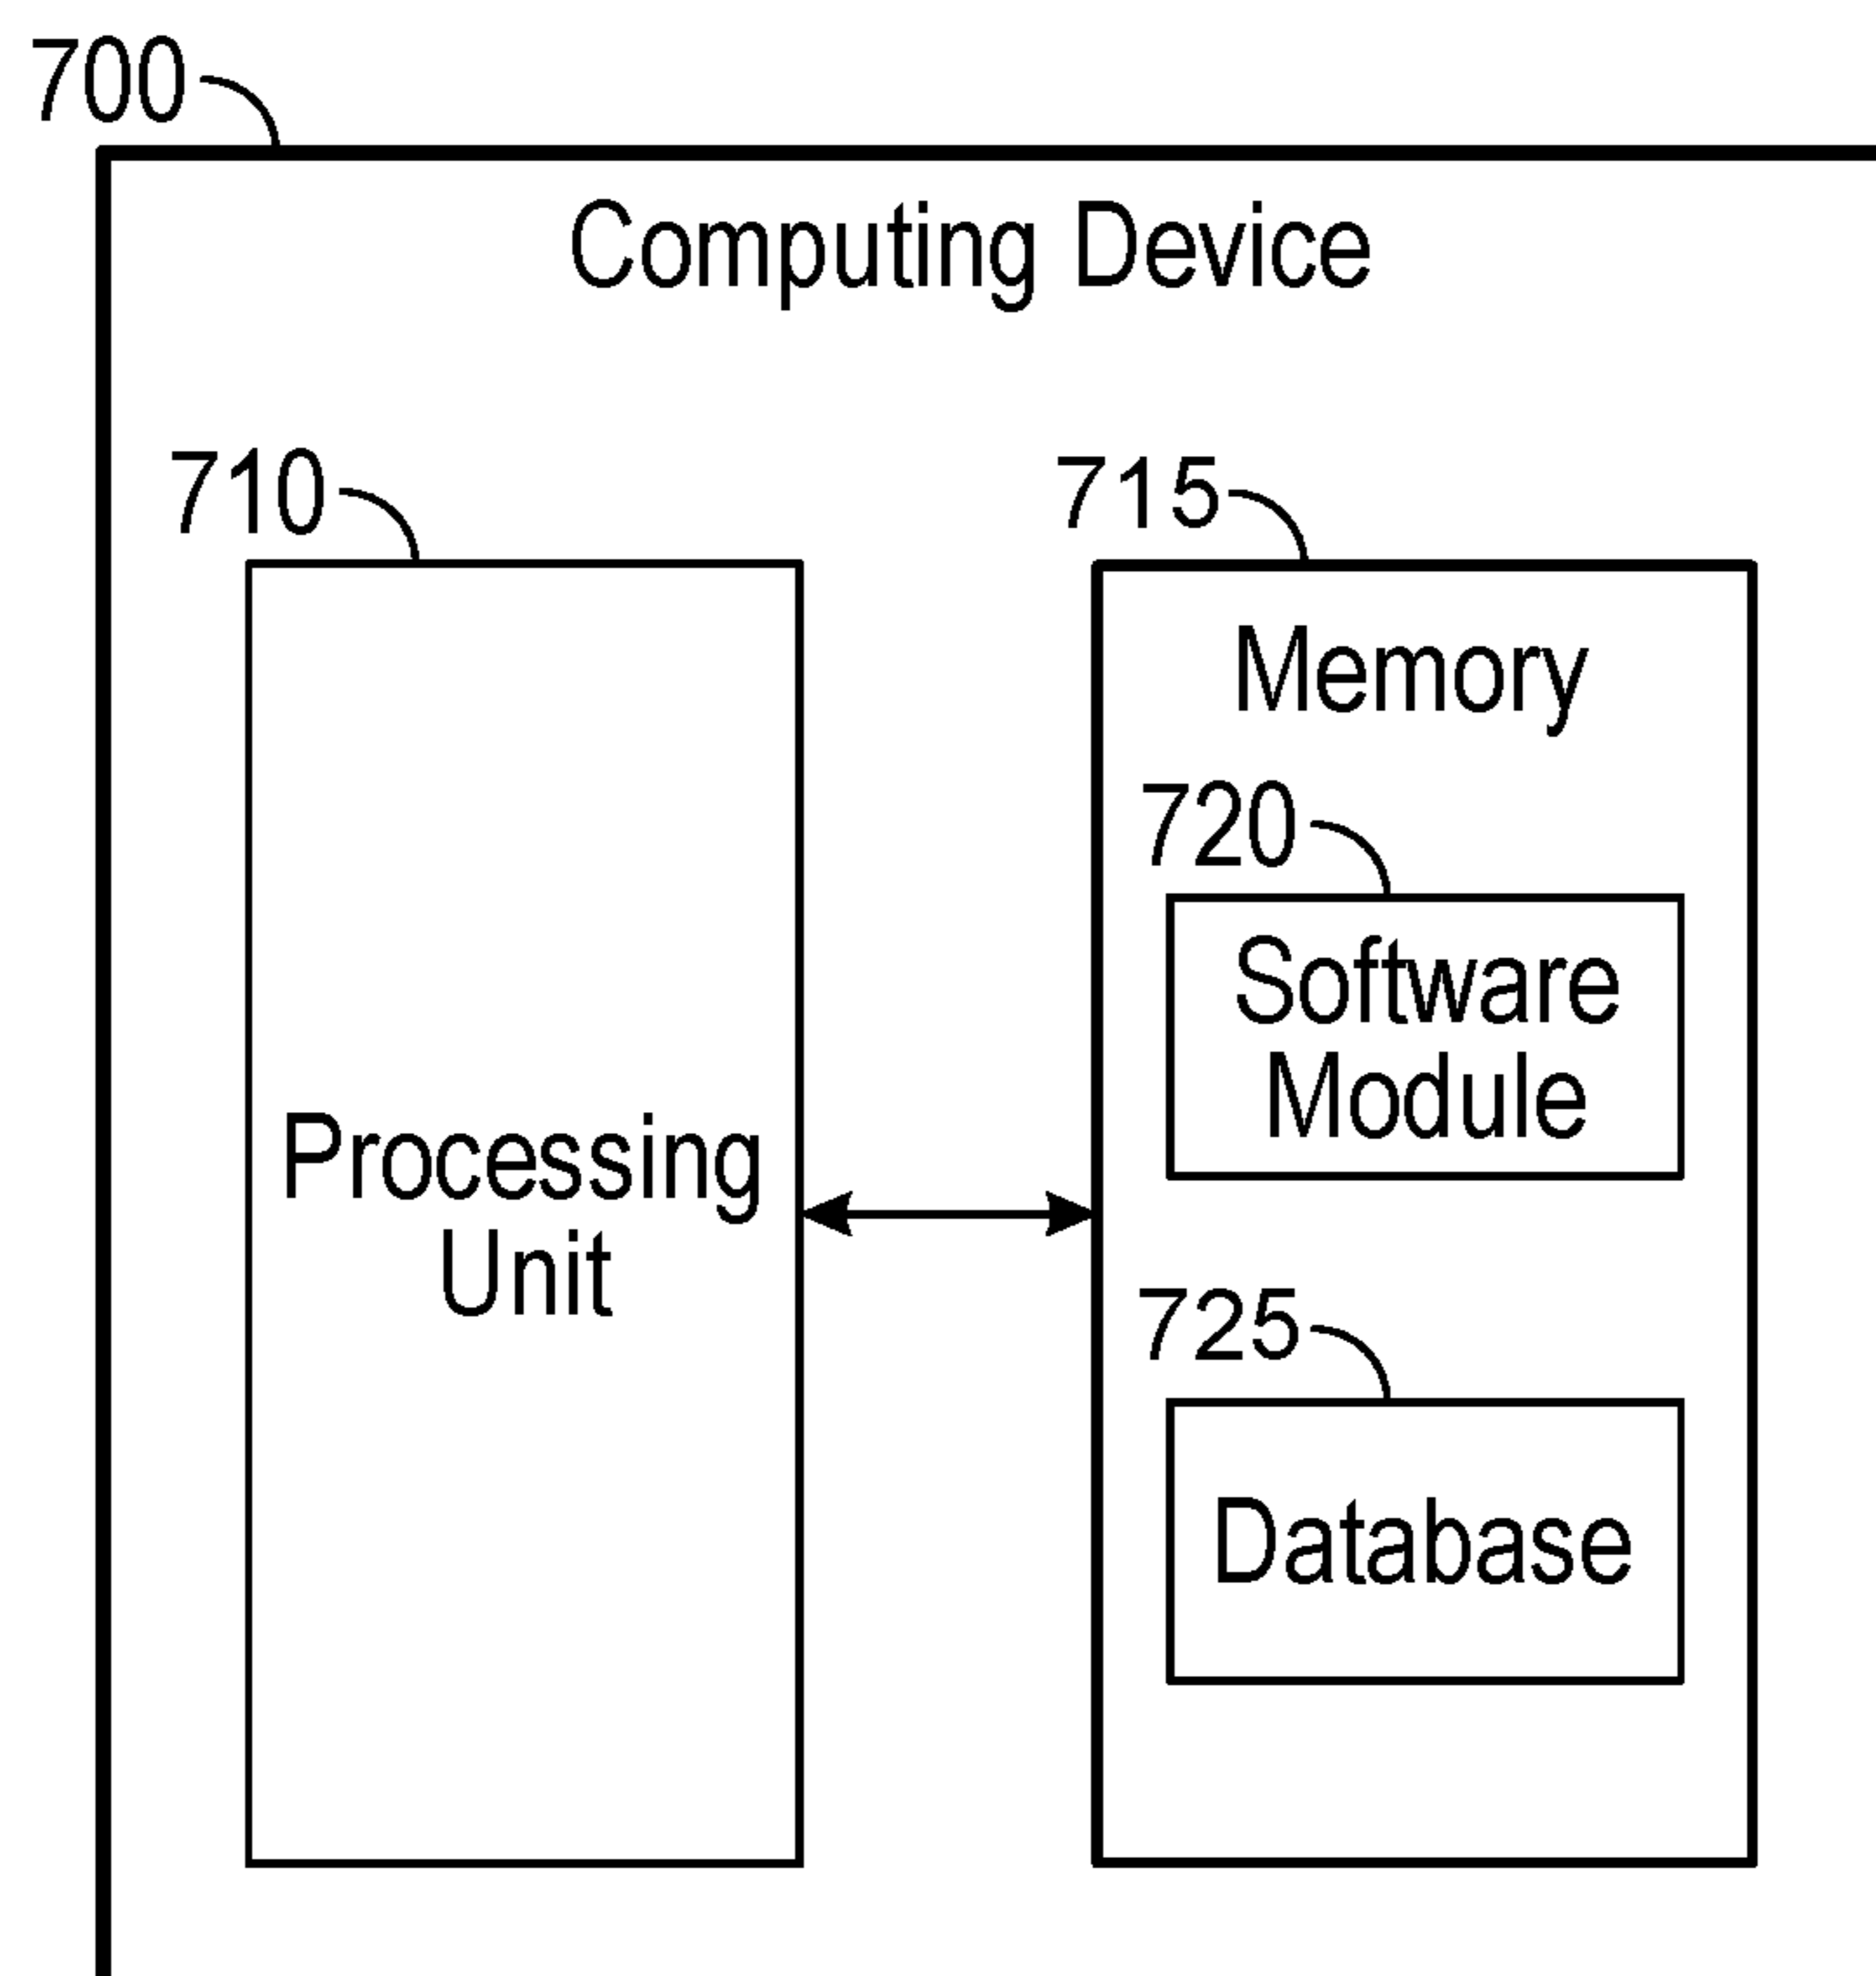 700
Computing Device
710
715
Memory
720
Software
Module
Processing
Unit
725
Database